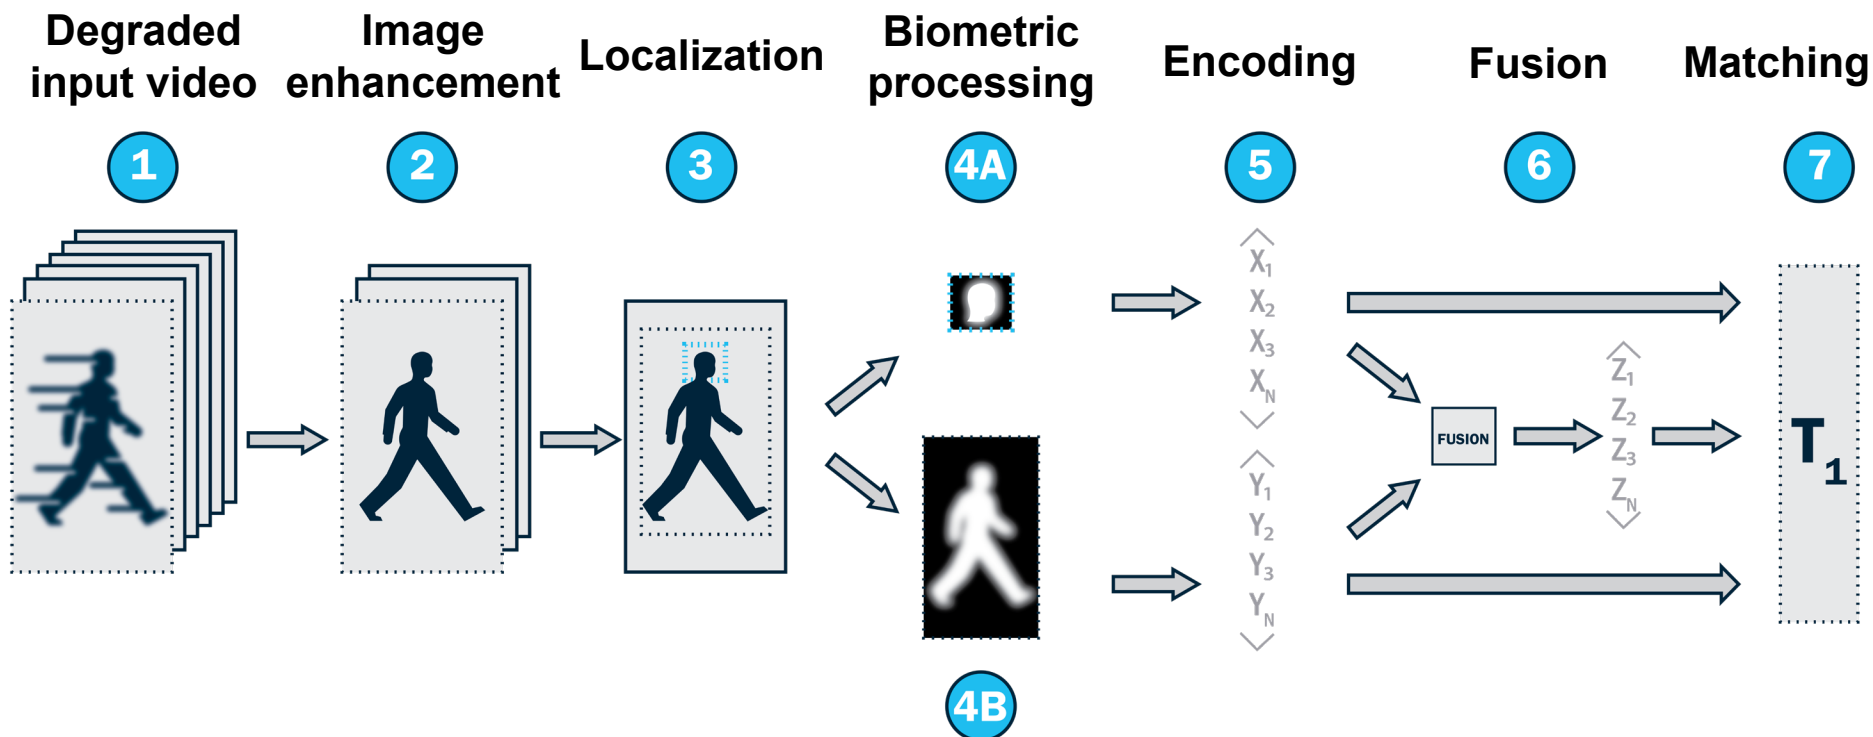 Degraded
input video
Image
enhancement
Localization
Biometric
processing
Encoding
Fusion
Matching
1
2
3
4A
5
6
7
X1
X2
X3
XN
Y1
Y2
Y3
YN
FUSION
Z1
Z2
Z3
ZN
T1
4B